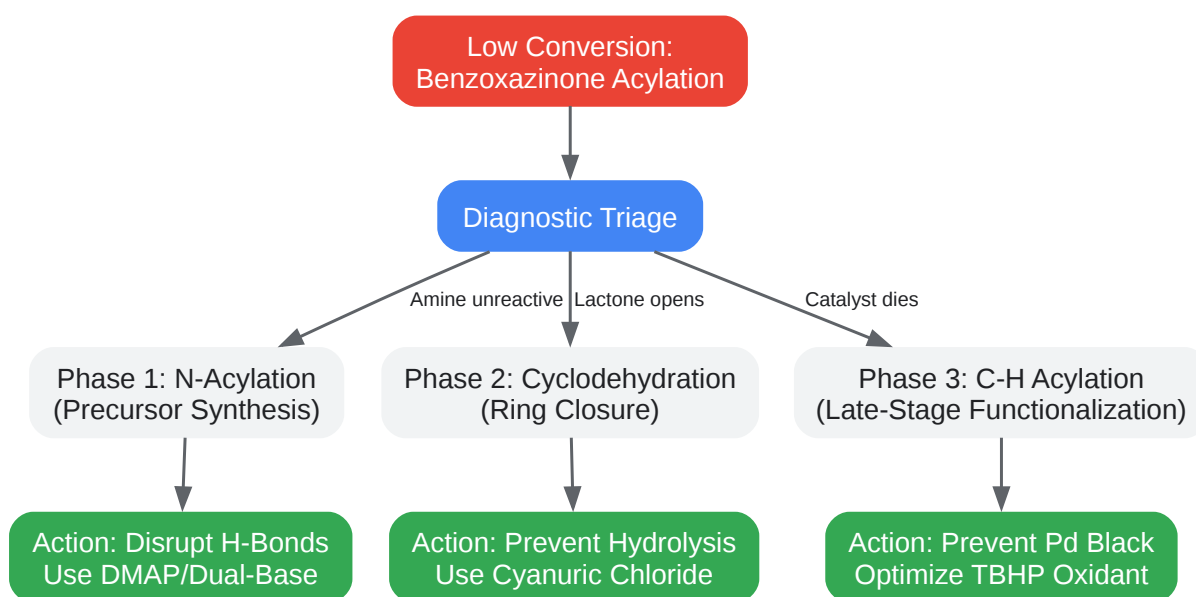 Low Conversion:
Benzoxazinone Acylation
Diagnostic Triage
Amine unreactive
Lactone opens
Catalyst dies
Phase 1: N-Acylation
(Precursor Synthesis)
Phase 2: Cyclodehydration
(Ring Closure)
Phase 3: C-H Acylation
(Late-Stage Functionalization)
Action: Disrupt H-Bonds
Use DMAP/Dual-Base
Action: Prevent Hydrolysis
Use Cyanuric Chloride
Action: Prevent Pd Black
Optimize TBHP Oxidant